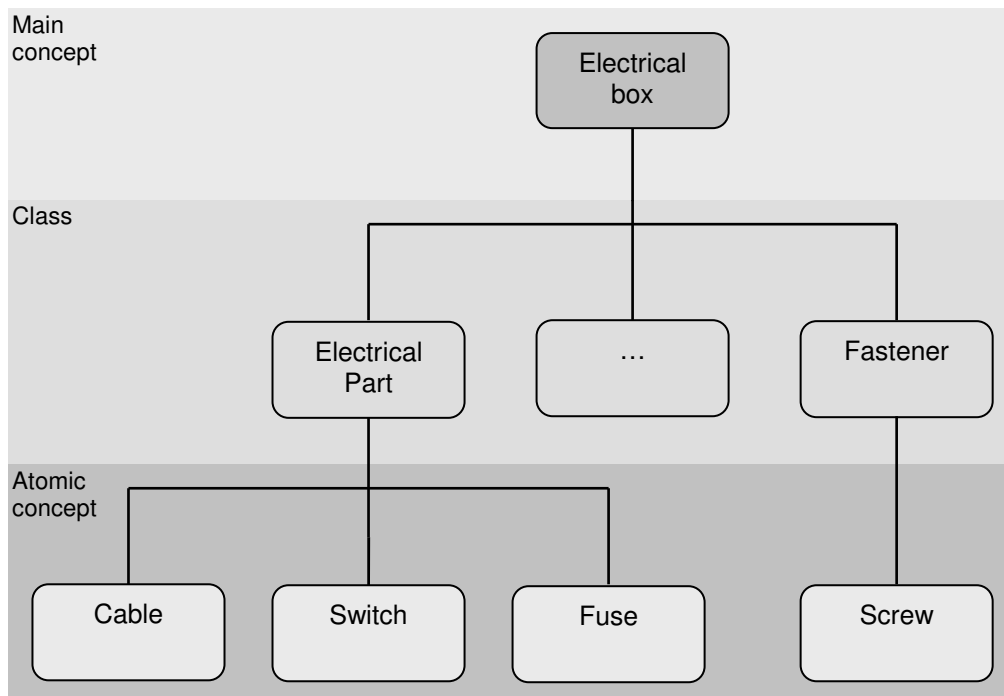 Main
concept
Electrical
box
Class
Electrical
Part
…
Fastener
Atomic
concept
Cable
Switch
Fuse
Screw